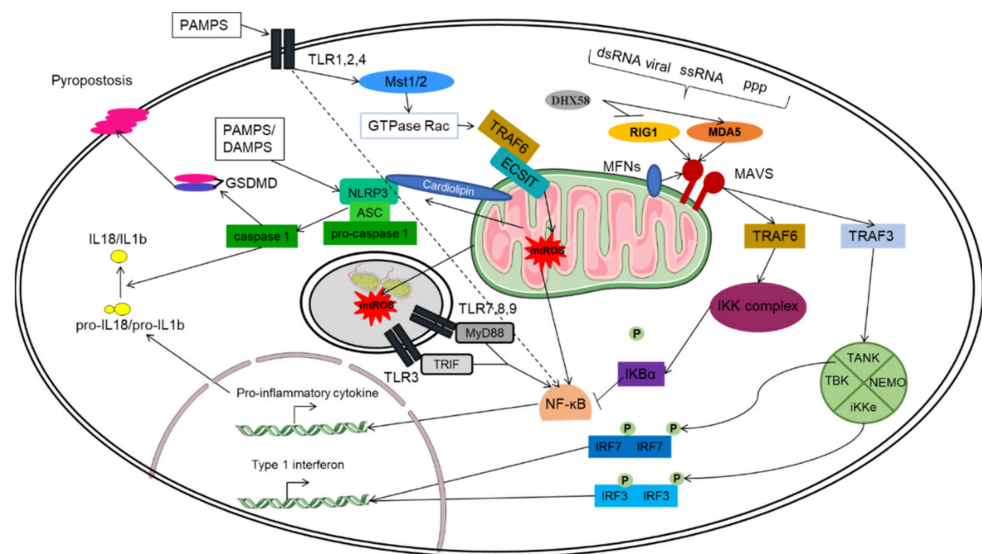 PAMPS
TLR1,2,4
Pyropostosis
Mst1/2
GTPase Rac
TRAF6
ECSIT
dsRNA viral ssRNA ppp
DHX58
RIG1
MDA5
MFNs
MAVS
PAMPS/
DAMPS
GSDMD
NLRP3
Cardiolipin
ASC
pro-caspase 1
caspase 1
IL18/IL1b
pro-IL18/pro-IL1b
mtROS
mtROS
TLR7,8,9
MyD88
TLR3
TRIF
TRAF6
TRAF3
IKK complex
P
IKBα
NF-κB
TANK
TBK
NEMO
iKKe
Pro-inflammatory cytokine
P
P
IRF7 IRF7
Type 1 interferon
P
P
IRF3 IRF3